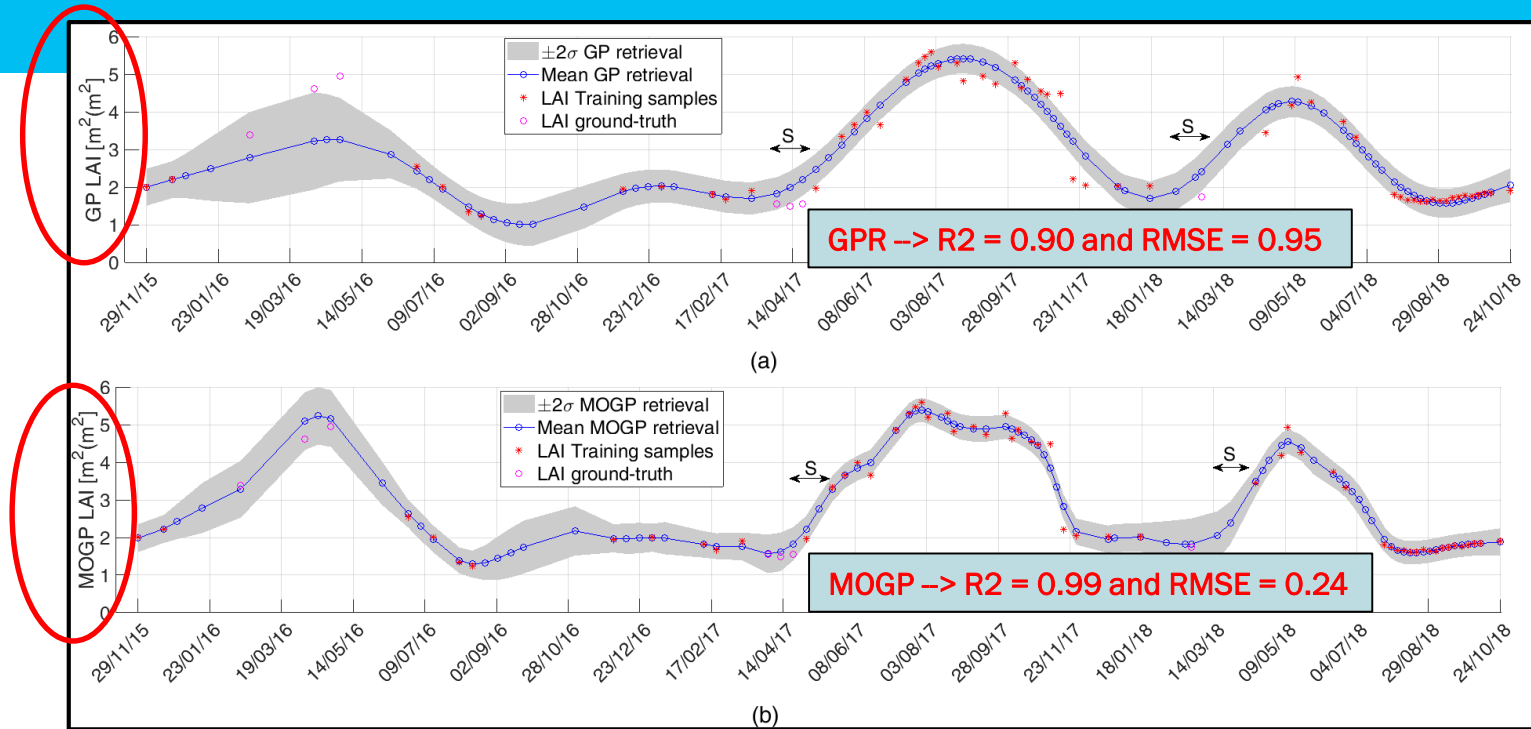 6
5
4
3
2
1
0
GP LAI [m²(m²]
±2σ GP retrieval
Mean GP retrieval
LAI Training samples
LAI ground-truth
S
S
GPR --> R2 = 0.90 and RMSE = 0.95
29/11/15 23/01/16 19/03/16 14/05/16 09/07/16 02/09/16 28/10/16 23/12/16 17/02/17 14/04/17 08/06/17 03/08/17 28/09/17 23/11/17 18/01/18 14/03/18 09/05/18 04/07/18 29/08/18 24/10/18
(a)
6
5
4
3
2
1
0
MOGP LAI [m²(m²]
±2σ MOGP retrieval
Mean MOGP retrieval
LAI Training samples
LAI ground-truth
S
S
MOGP --> R2 = 0.99 and RMSE = 0.24
29/11/15 23/01/16 19/03/16 14/05/16 09/07/16 02/09/16 28/10/16 23/12/16 17/02/17 14/04/17 08/06/17 03/08/17 28/09/17 23/11/17 18/01/18 14/03/18 09/05/18 04/07/18 29/08/18 24/10/18
(b)